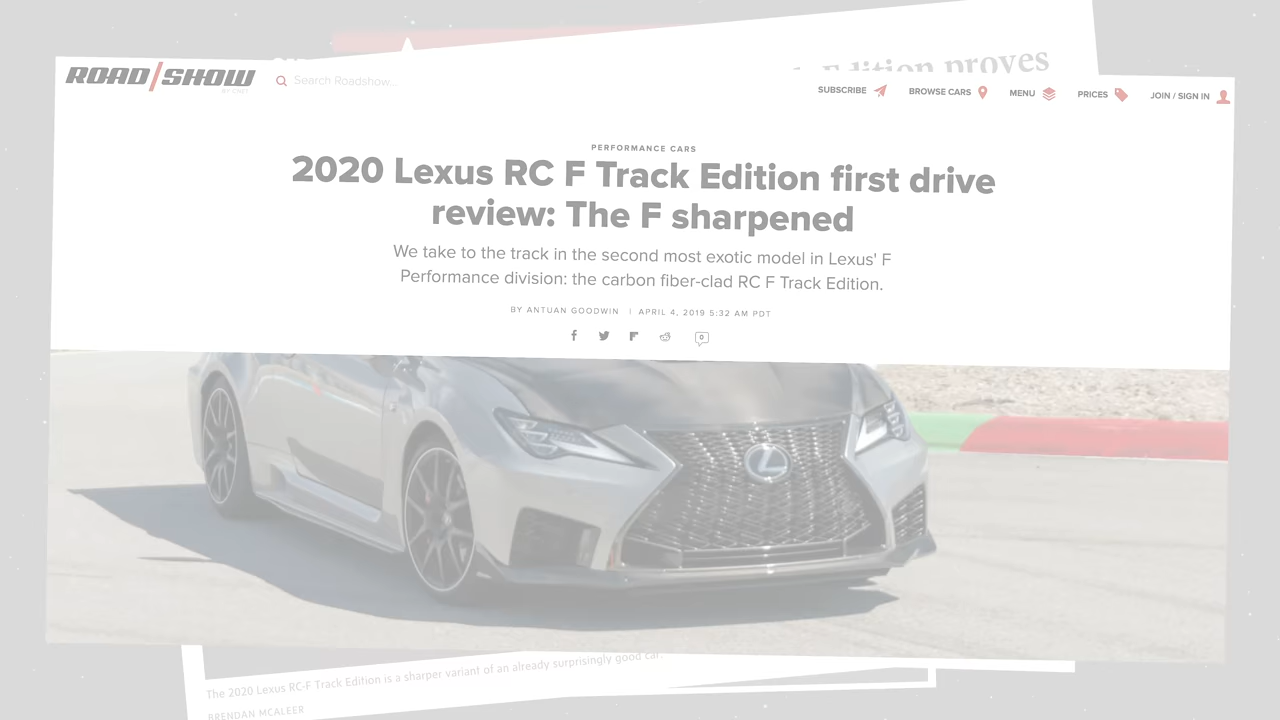 Edition proves
ROAD/SHOW
BY CNET
Search Roadshow...
SUBSCRIBE
BROWSE CARS
MENU
PRICES
JOIN / SIGN IN
PERFORMANCE CARS
2020 Lexus RC F Track Edition first drive
review: The F sharpened
We take to the track in the second most exotic model in Lexus' F
Performance division: the carbon fiber-clad RC F Track Edition.
BY ANTUAN GOODWIN | APRIL 4, 2019 5:32 AM PDT
0
The 2020 Lexus RC-F Track Edition is a sharper variant of an already surprisingly good car.
BRENDAN MCALEER